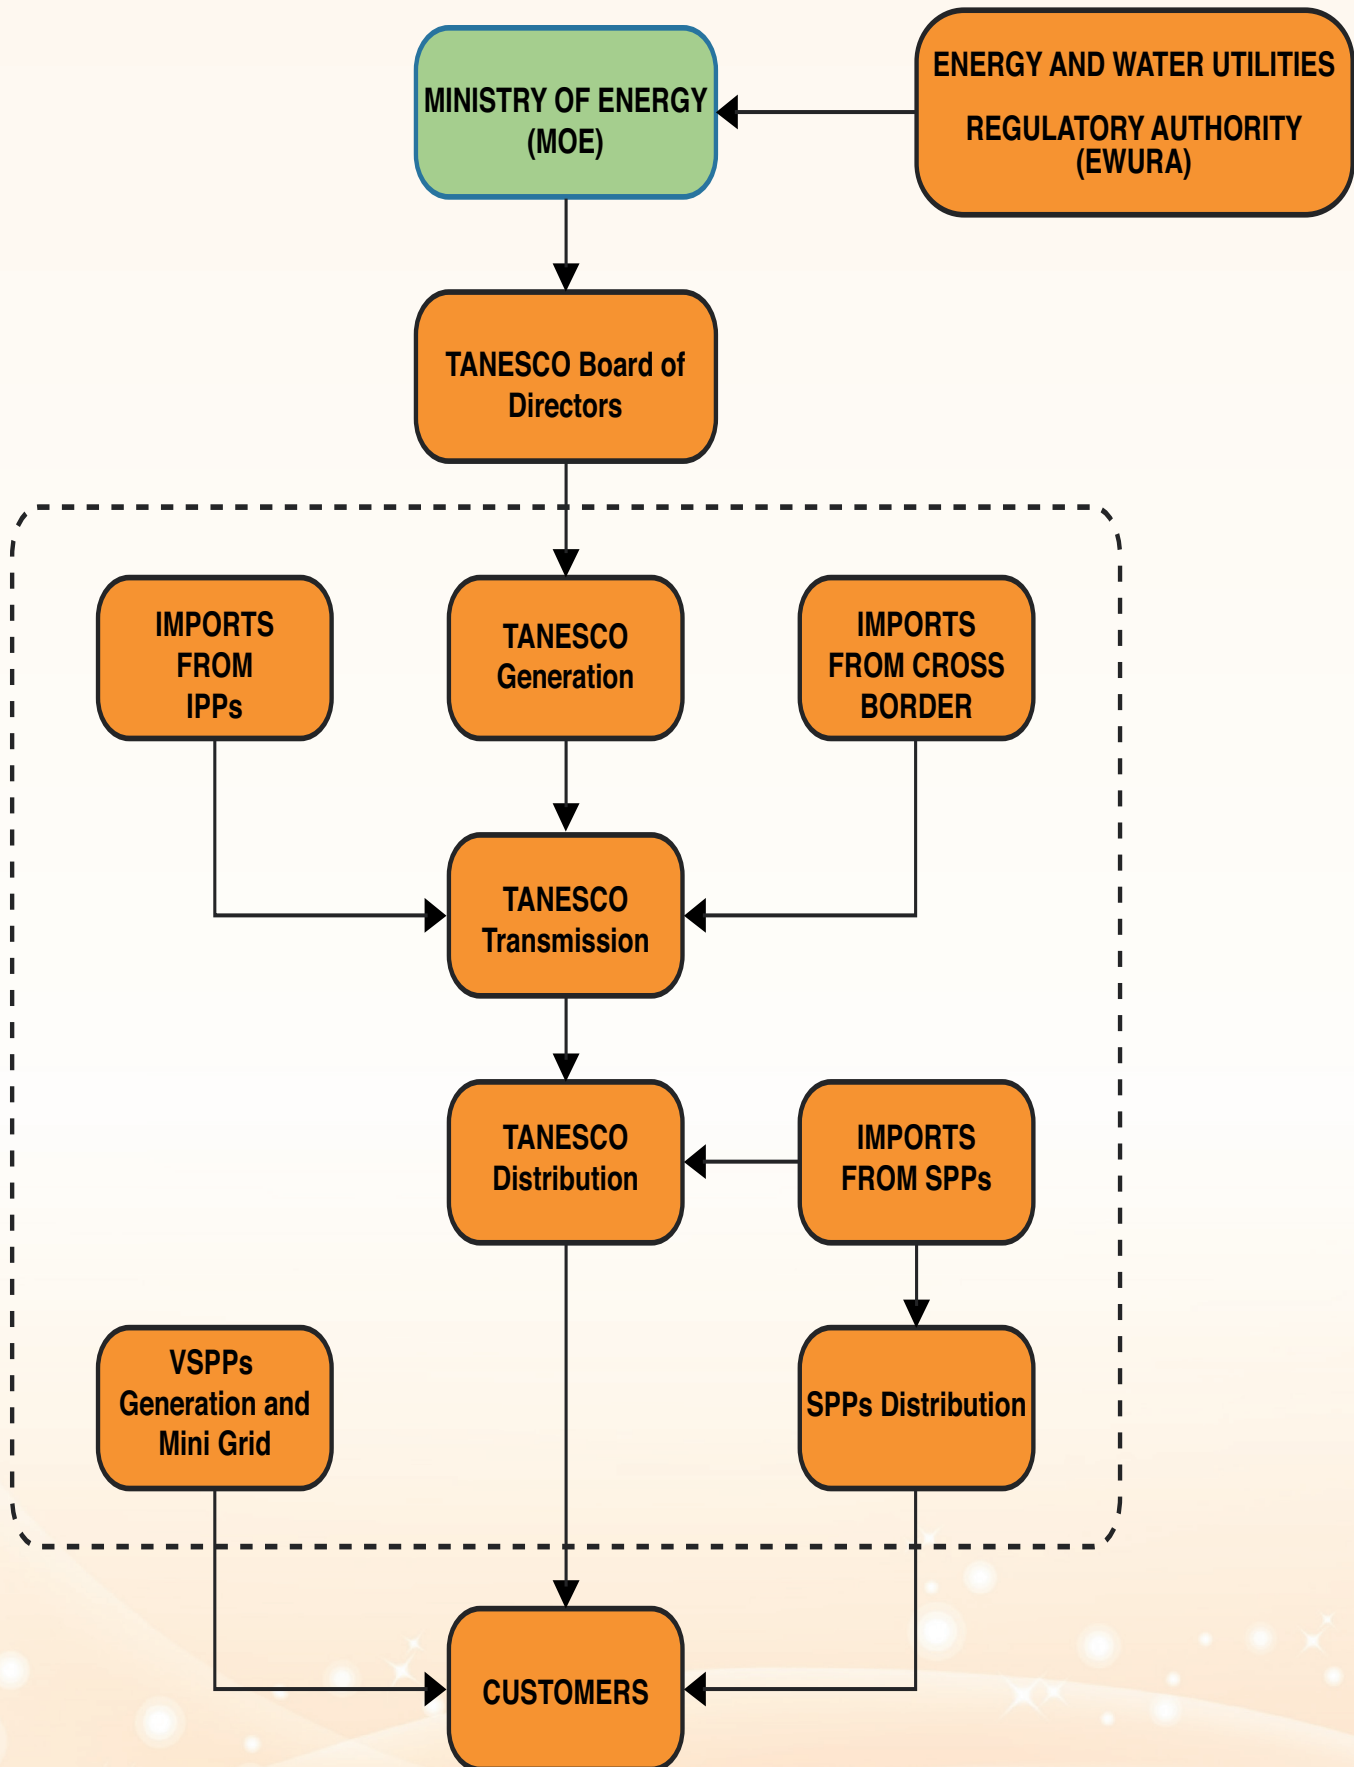 MINISTRY OF ENERGY
(MOE)
ENERGY AND WATER UTILITIES
REGULATORY AUTHORITY
(EWURA)
TANESCO Board of
Directors
IMPORTS
FROM
IPPs
TANESCO
Generation
IMPORTS
FROM CROSS
BORDER
TANESCO
Transmission
TANESCO
Distribution
IMPORTS
FROM SPPs
VSPPs
Generation and
Mini Grid
SPPs Distribution
CUSTOMERS